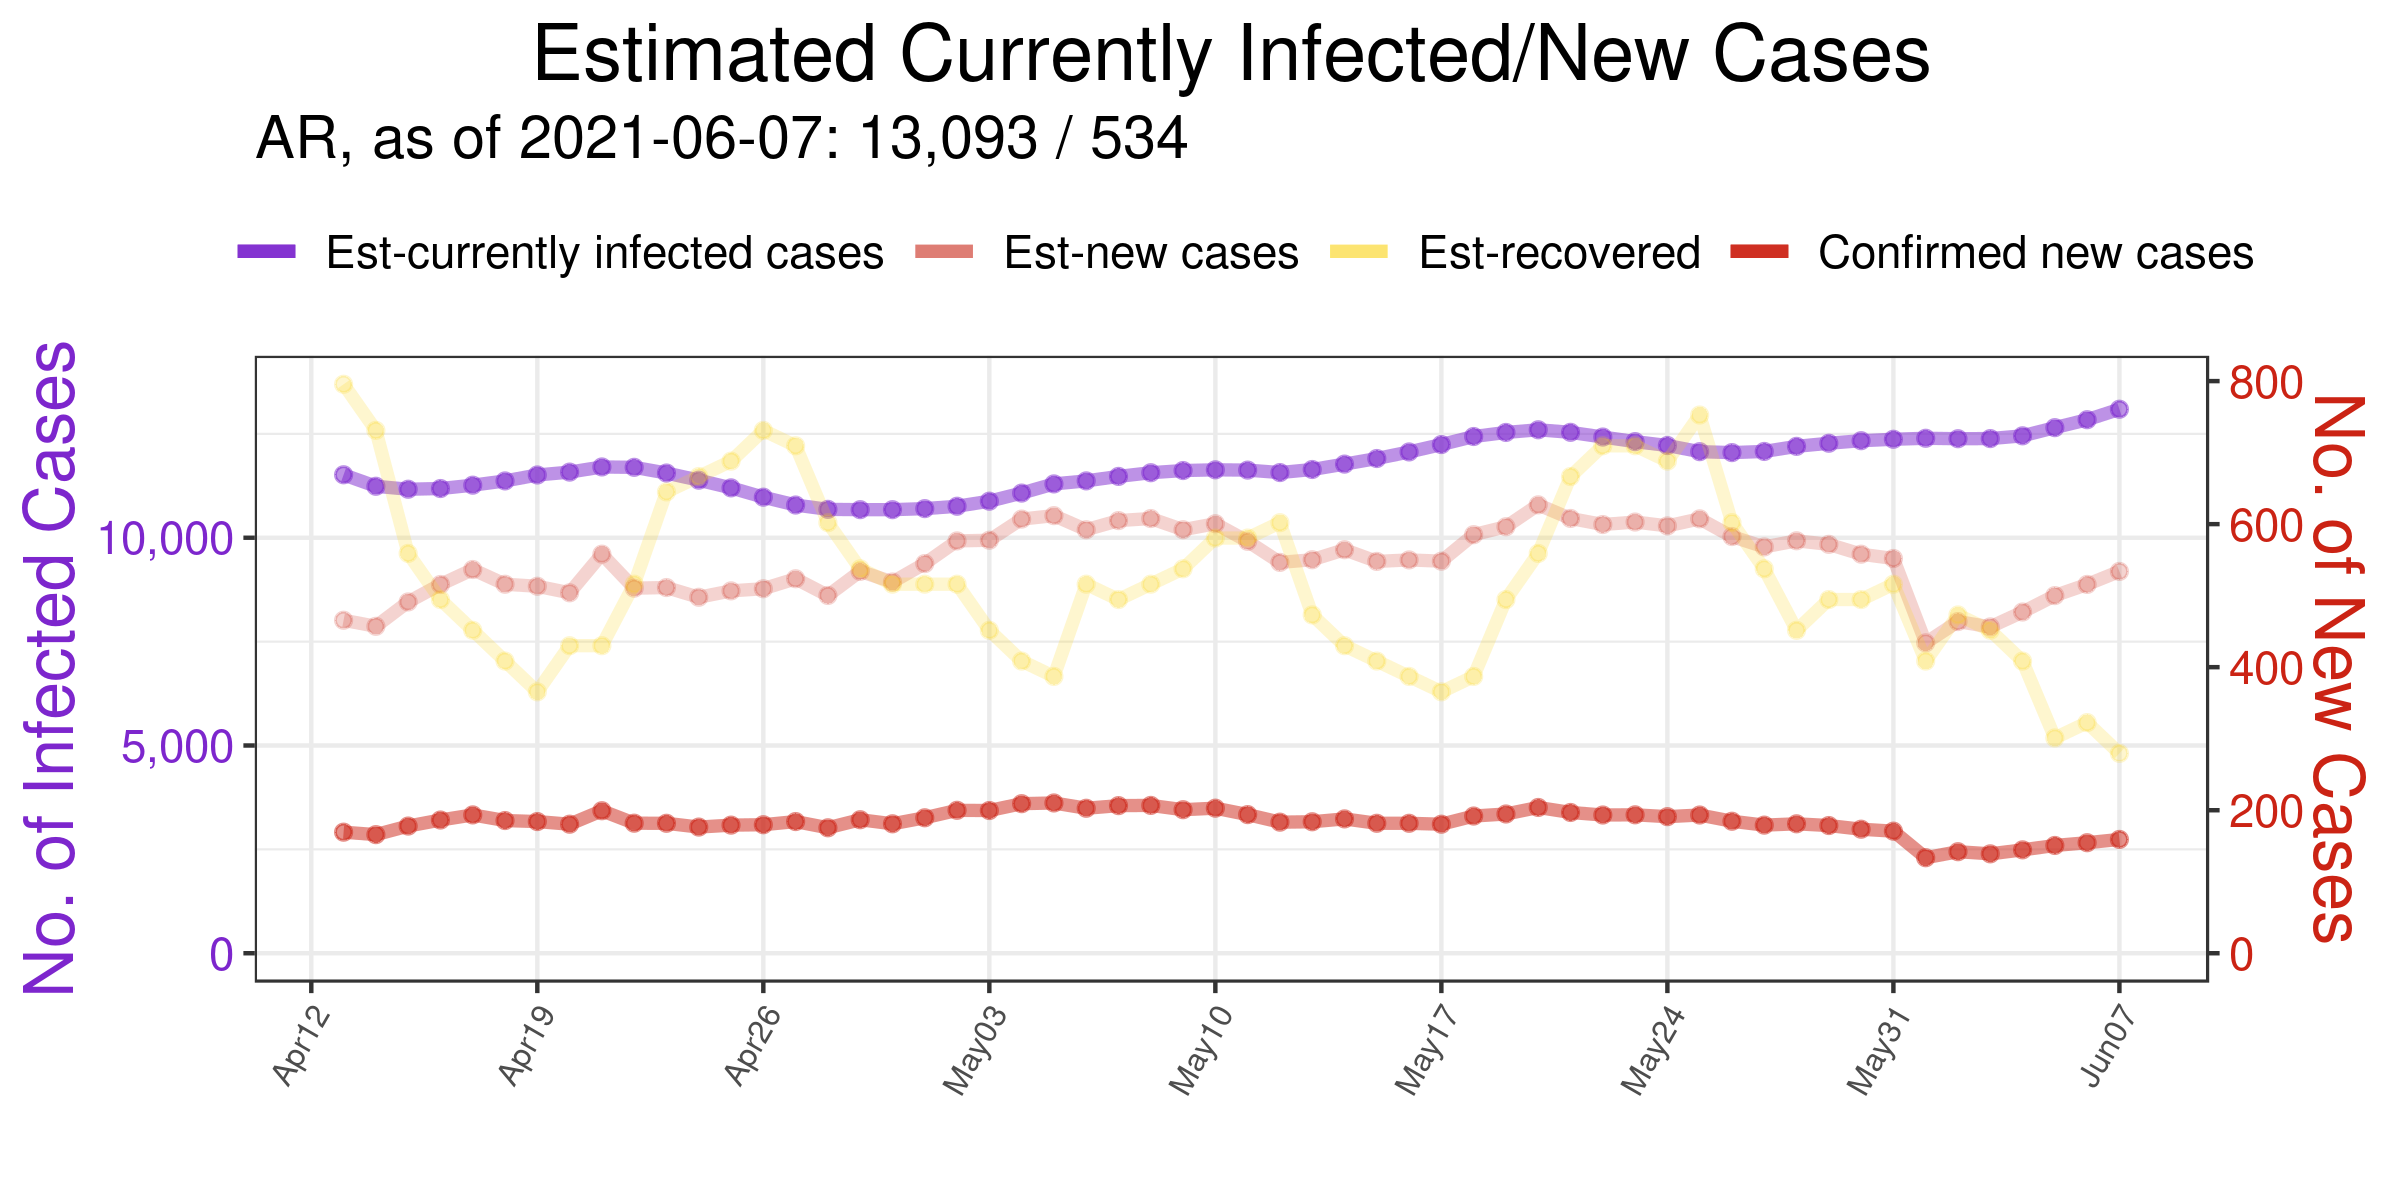 Estimated Currently Infected/New Cases
AR, as of 2021-06-07: 13,093 / 534
Est-currently infected cases Est-new cases Est-recovered Confirmed new cases
No. of Infected Cases
10,000
5,000
0
800
600
400
200
0
No. of New Cases
Apr12 Apr19 Apr26 May03 May10 May17 May24 May31 Jun07